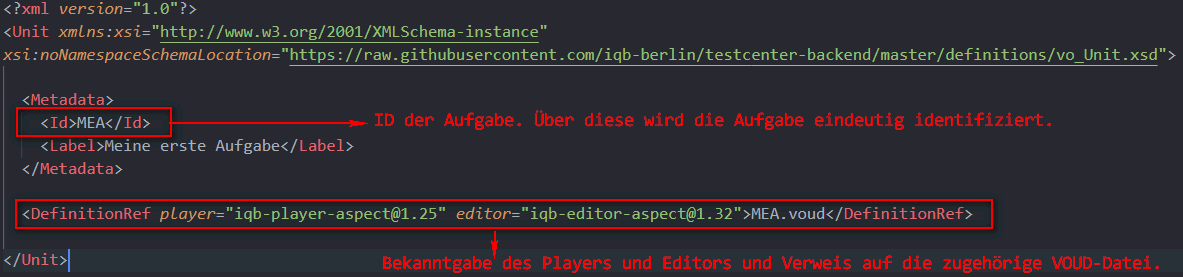 <?xml version="1.0"?>
<Unit xmlns:xsi="http://www.w3.org/2001/XMLSchema-instance"
xsi:noNamespaceSchemaLocation="https://raw.githubusercontent.com/iqb-berlin/testcenter-backend/master/definitions/vo_Unit.xsd">
<Metadata>
<Id>MEA</Id> ID der Aufgabe. Über diese wird die Aufgabe eindeutig identifiziert.
<Label>Meine erste Aufgabe</Label>
</Metadata>
<DefinitionRef player="iqb-player-aspect@1.25" editor="iqb-editor-aspect@1.32">MEA.voud</DefinitionRef>
</Unit>
Bekanntgabe des Players und Editors und Verweis auf die zugehörige VOUD-Datei.